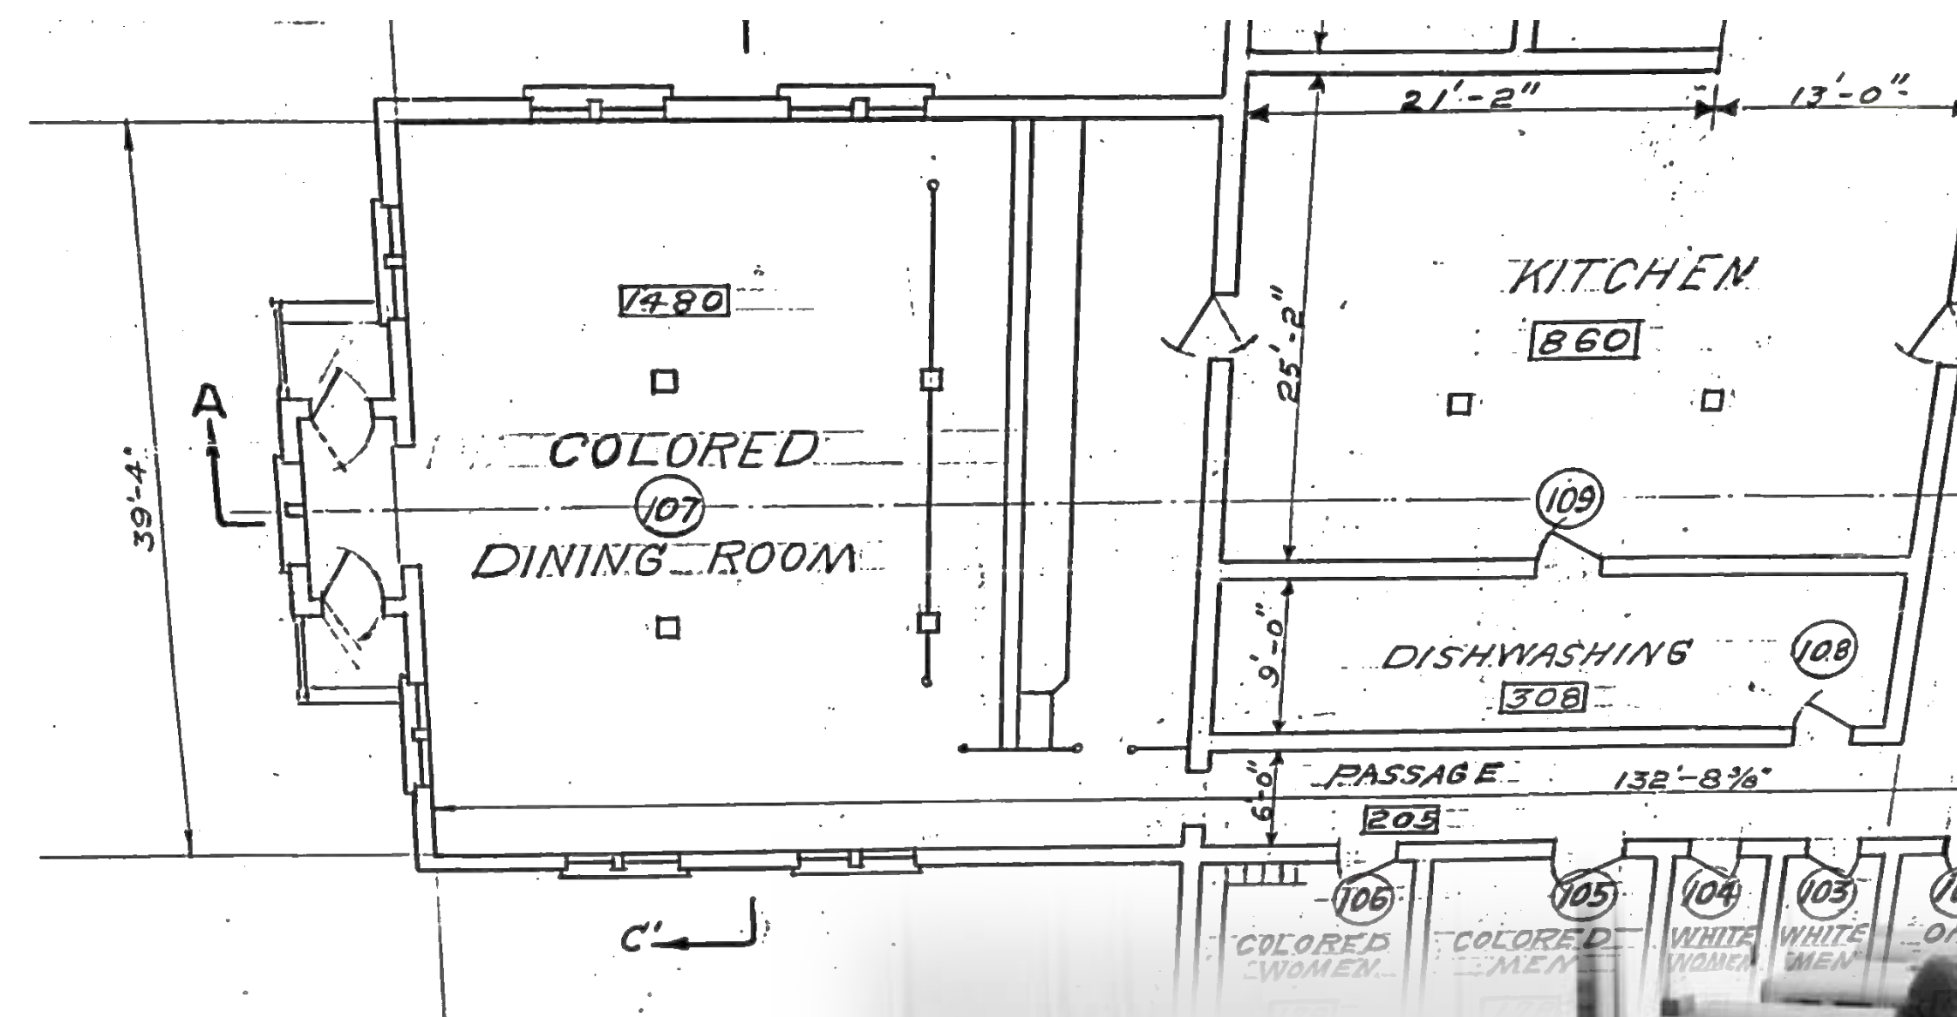 21'-2"
13'-0"
KITCHEN
1480
860
25'-2"
A
COLORED
39'-4"
107
109
DINING ROOM
9'-0"
DISHWASHING
108
308
PASSAGE
132'-8 3/8"
6'-0"
205
106
105
104
103
C'
COLORED
WOMEN
COLORED
MEN
WHITE
WOMEN
WHITE
MEN